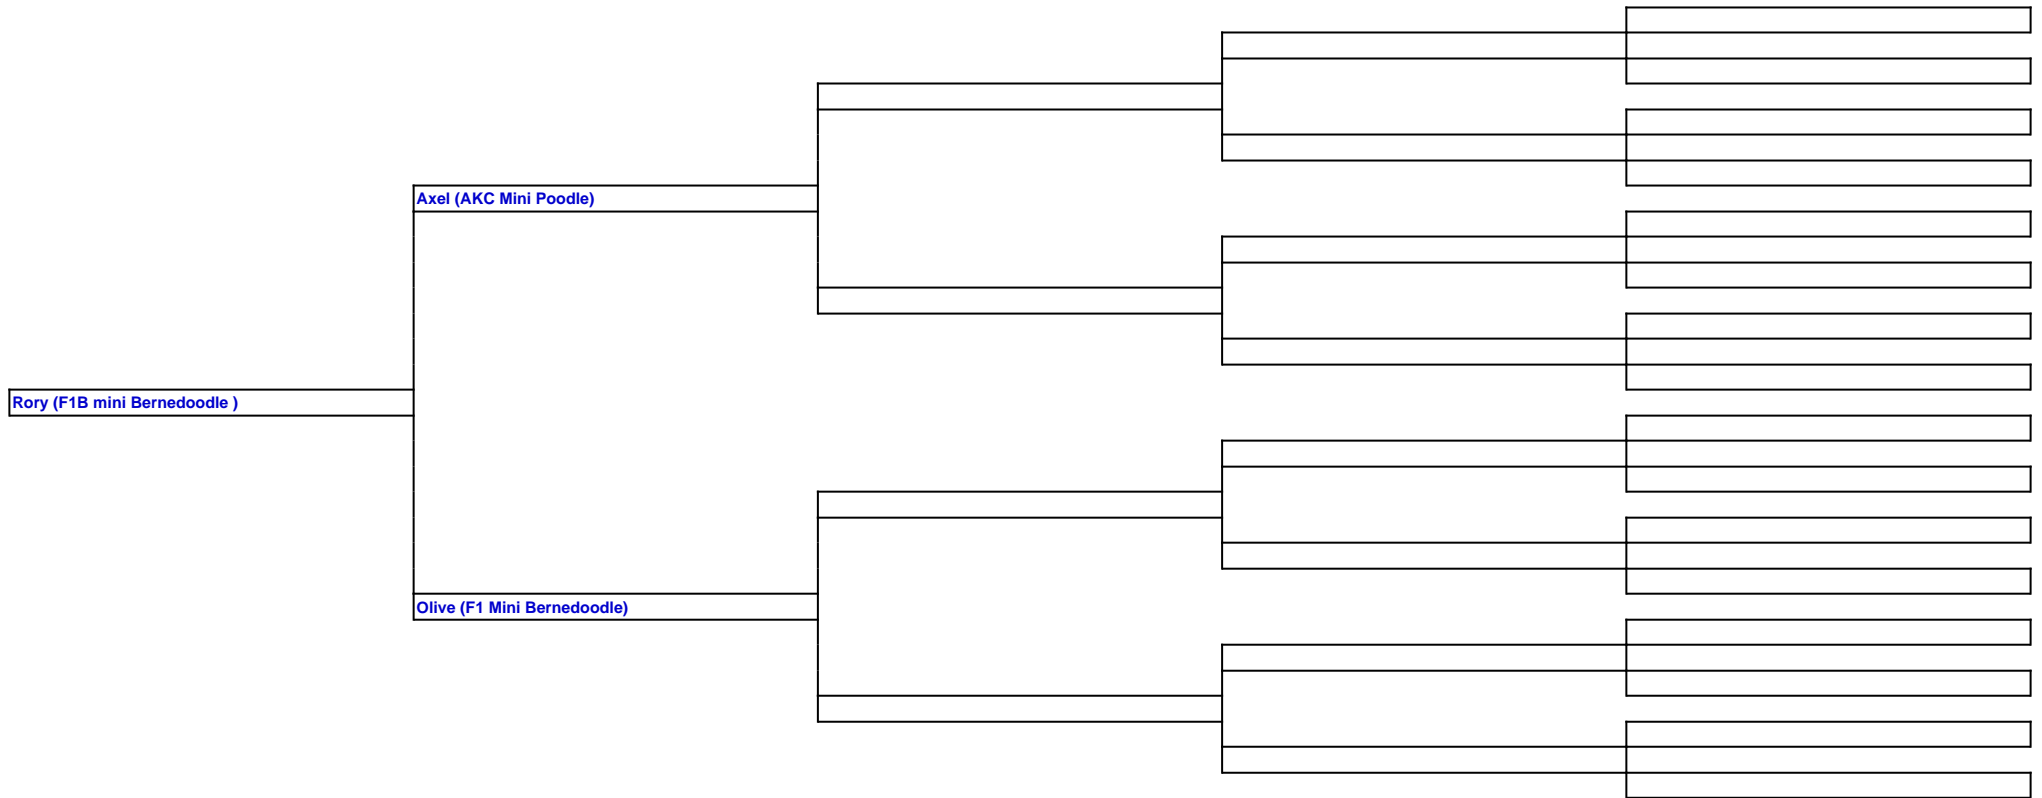 Axel (AKC Mini Poodle)
Rory (F1B mini Bernedoodle )
Olive (F1 Mini Bernedoodle)